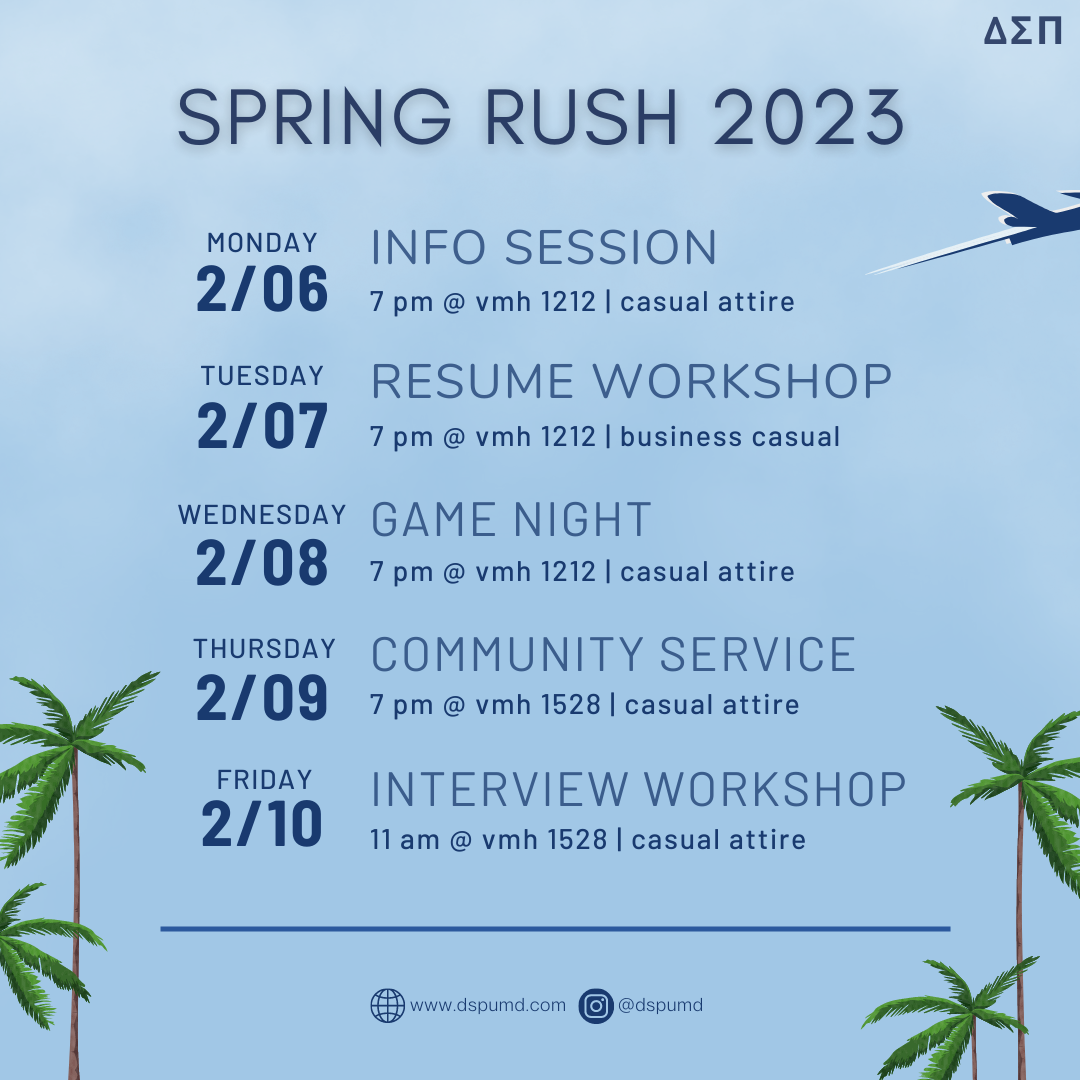 ΔΣΠ
SPRING RUSH 2023
MONDAY
2/06
INFO SESSION
7 pm @ vmh 1212 | casual attire
TUESDAY
2/07
RESUME WORKSHOP
7 pm @ vmh 1212 | business casual
WEDNESDAY
2/08
GAME NIGHT
7 pm @ vmh 1212 | casual attire
THURSDAY
2/09
COMMUNITY SERVICE
7 pm @ vmh 1528 | casual attire
FRIDAY
2/10
INTERVIEW WORKSHOP
11 am @ vmh 1528 | casual attire
www.dspumd.com @dspumd